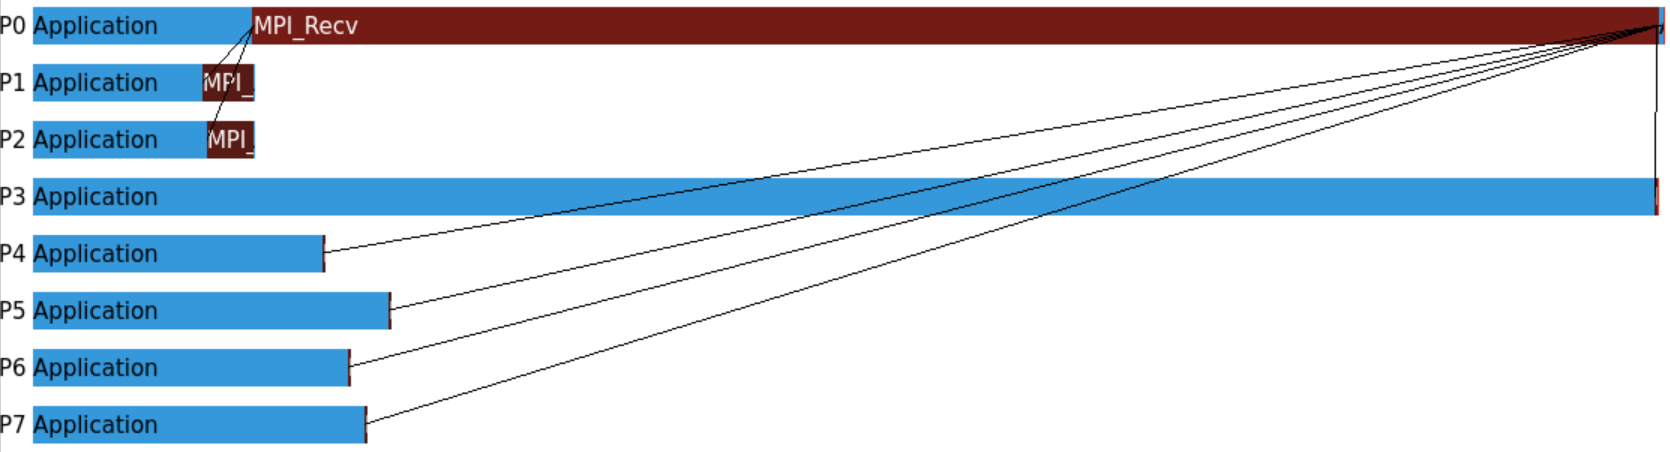 P0 Application MPI_Recv
P1 Application MPI_
P2 Application MPI_
P3 Application
P4 Application
P5 Application
P6 Application
P7 Application